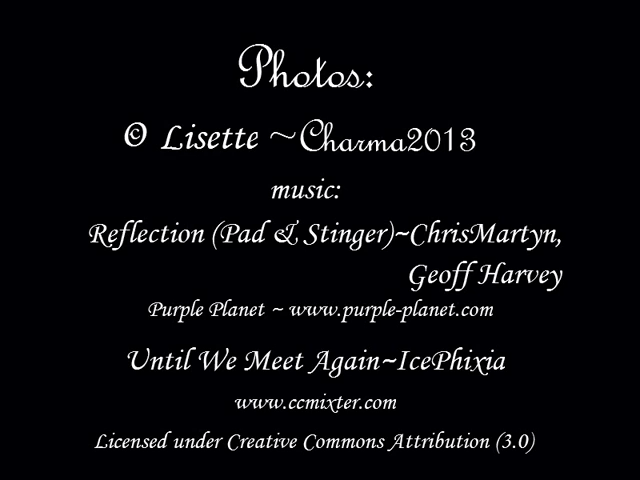 Photos:
© Lisette ~Charma2013
music:
Reflection (Pad & Stinger)~ChrisMartyn,
Geoff Harvey
Purple Planet ~ www.purple-planet.com
Until We Meet Again~IcePhixia
www.ccmixter.com
Licensed under Creative Commons Attribution (3.0)